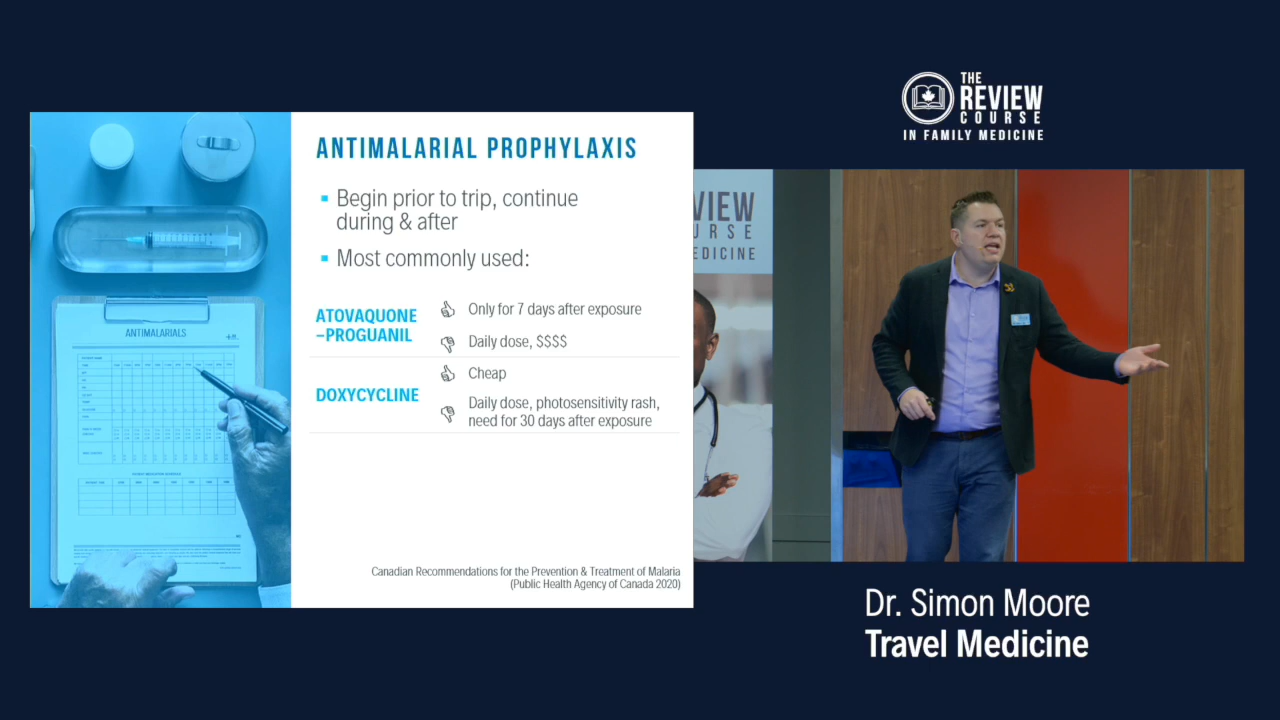 ANTIMALARIAL PROPHYLAXIS
Begin prior to trip, continue
during & after
Most commonly used:
ATOVAQUONE
–PROGUANIL
Only for 7 days after exposure
Daily dose, $$$$
DOXYCYCLINE
Cheap
Daily dose, photosensitivity rash,
need for 30 days after exposure
Canadian Recommendations for the Prevention & Treatment of Malaria
(Public Health Agency of Canada 2020)
ANTIMALARIALS
THE
REVIEW
COURSE
IN FAMILY MEDICINE
VIEW
URSE
EDICINE
Dr. Simon Moore
Travel Medicine